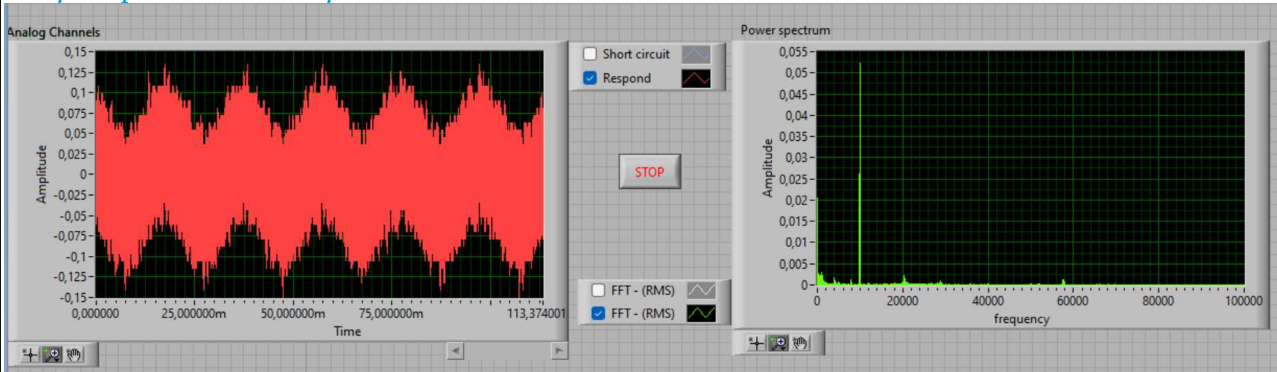 Analog Channels
0,15
0,125
0,1
0,075
0,05
0,025
0
-0,025
-0,05
-0,075
-0,1
-0,125
-0,15
Amplitude
0,0000000
25,0000000m
50,0000000m
75,0000000m
113,374001
Time
Short circuit
Respond
STOP
FFT - (RMS)
FFT - (RMS)
Power spectrum
0,055
0,05
0,045
0,04
0,035
0,03
0,025
0,02
0,015
0,01
0,005
0
Amplitude
0
20000
40000
60000
80000
100000
frequency